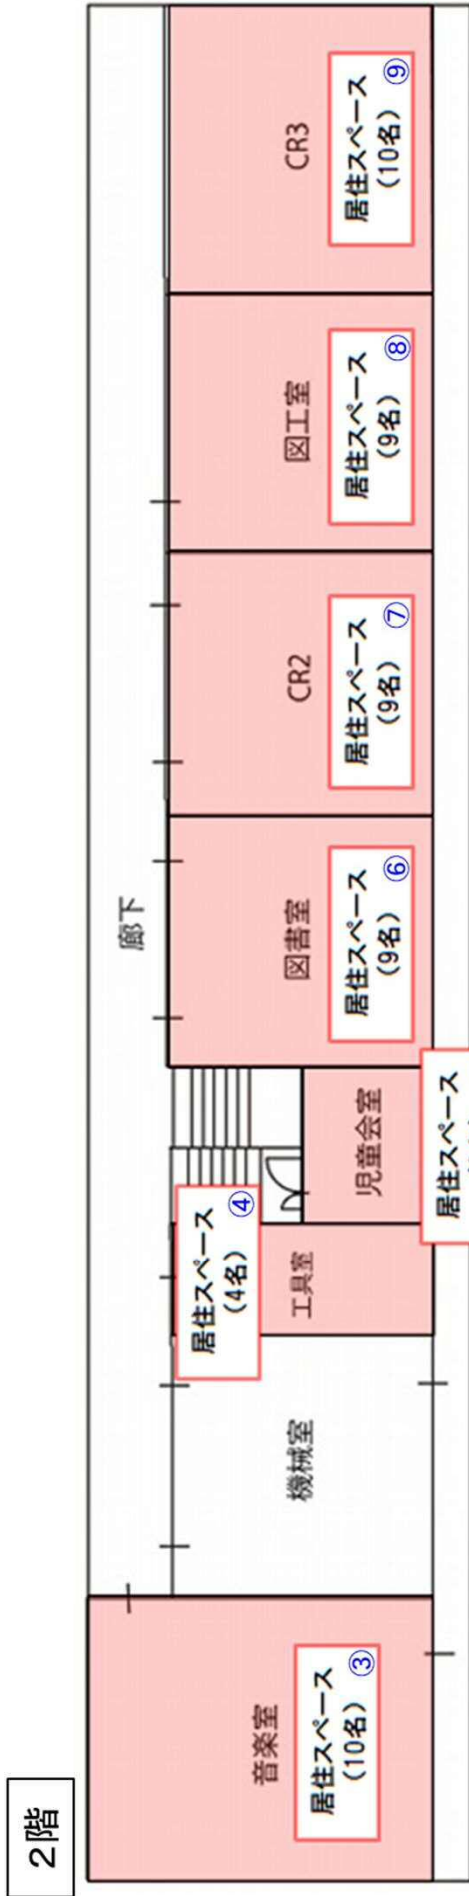 2階
廊下
音楽室
居住スペース
(10名) ③
機械室
工具室
居住スペース ④
(4名)
児童会室
居住スペース
図書室
居住スペース
(9名) ⑥
CR2
居住スペース
(9名) ⑦
図工室
居住スペース
(9名) ⑧
CR3
居住スペース
(10名) ⑨